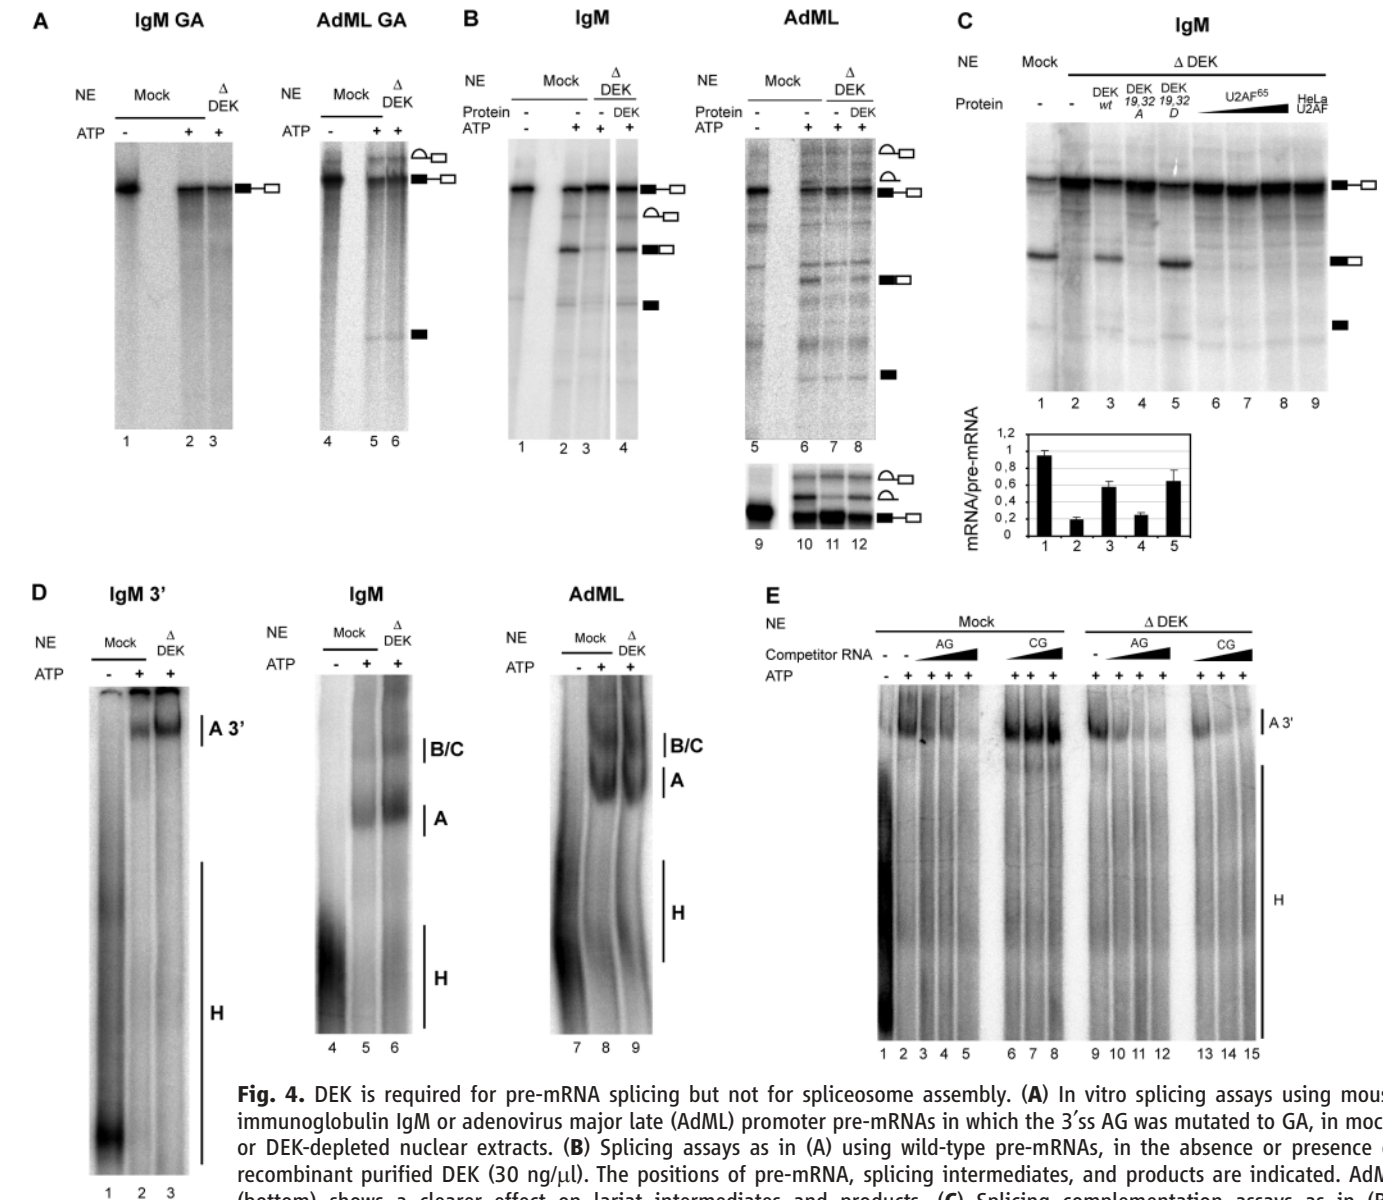 A
IgM GA
AdML GA
NE
Mock
Δ
DEK
NE
Mock
Δ
DEK
ATP
-
+
+
ATP
-
+
+
1
2
3
4
5
6
B
IgM
AdML
NE
Mock
Δ
DEK
Protein
-
-
-
DEK
ATP
-
+
+
+
1
2
3
4
NE
Mock
Δ
DEK
Protein
-
-
-
DEK
ATP
-
+
+
+
5
6
7
8
9
10
11
12
C
IgM
NE
Mock
Δ DEK
Protein
-
-
DEK wt
DEK 19,32 A
DEK 19,32 D
U2AF65
HeLa U2AF
1 2 3 4 5 6 7 8 9
mRNA/pre-mRNA
1,2
1
0,8
0,6
0,4
0,2
0
1 2 3 4 5
D
IgM 3'
IgM
AdML
NE
Mock
Δ
DEK
ATP
-
+
+
A 3'
H
1 2 3
NE
Mock
Δ
DEK
ATP
-
+
+
B/C
A
H
4 5 6
NE
Mock
Δ
DEK
ATP
-
+
+
B/C
A
H
7 8 9
E
NE
Mock
Δ DEK
Competitor RNA
- -
AG
CG
-
AG
CG
ATP
- + + + + + + + + + + + + + +
A 3'
H
1 2 3 4 5 6 7 8 9 10 11 12 13 14 15
Fig. 4. DEK is required for pre-mRNA splicing but not for spliceosome assembly. (A) In vitro splicing assays using mous
immunoglobulin IgM or adenovirus major late (AdML) promoter pre-mRNAs in which the 3′ss AG was mutated to GA, in moc
or DEK-depleted nuclear extracts. (B) Splicing assays as in (A) using wild-type pre-mRNAs, in the absence or presence
recombinant purified DEK (30 ng/μl). The positions of pre-mRNA, splicing intermediates, and products are indicated. AdM
(bottom) shows a clearer effect on lariat intermediates and products. (C) Splicing complementation assays as in